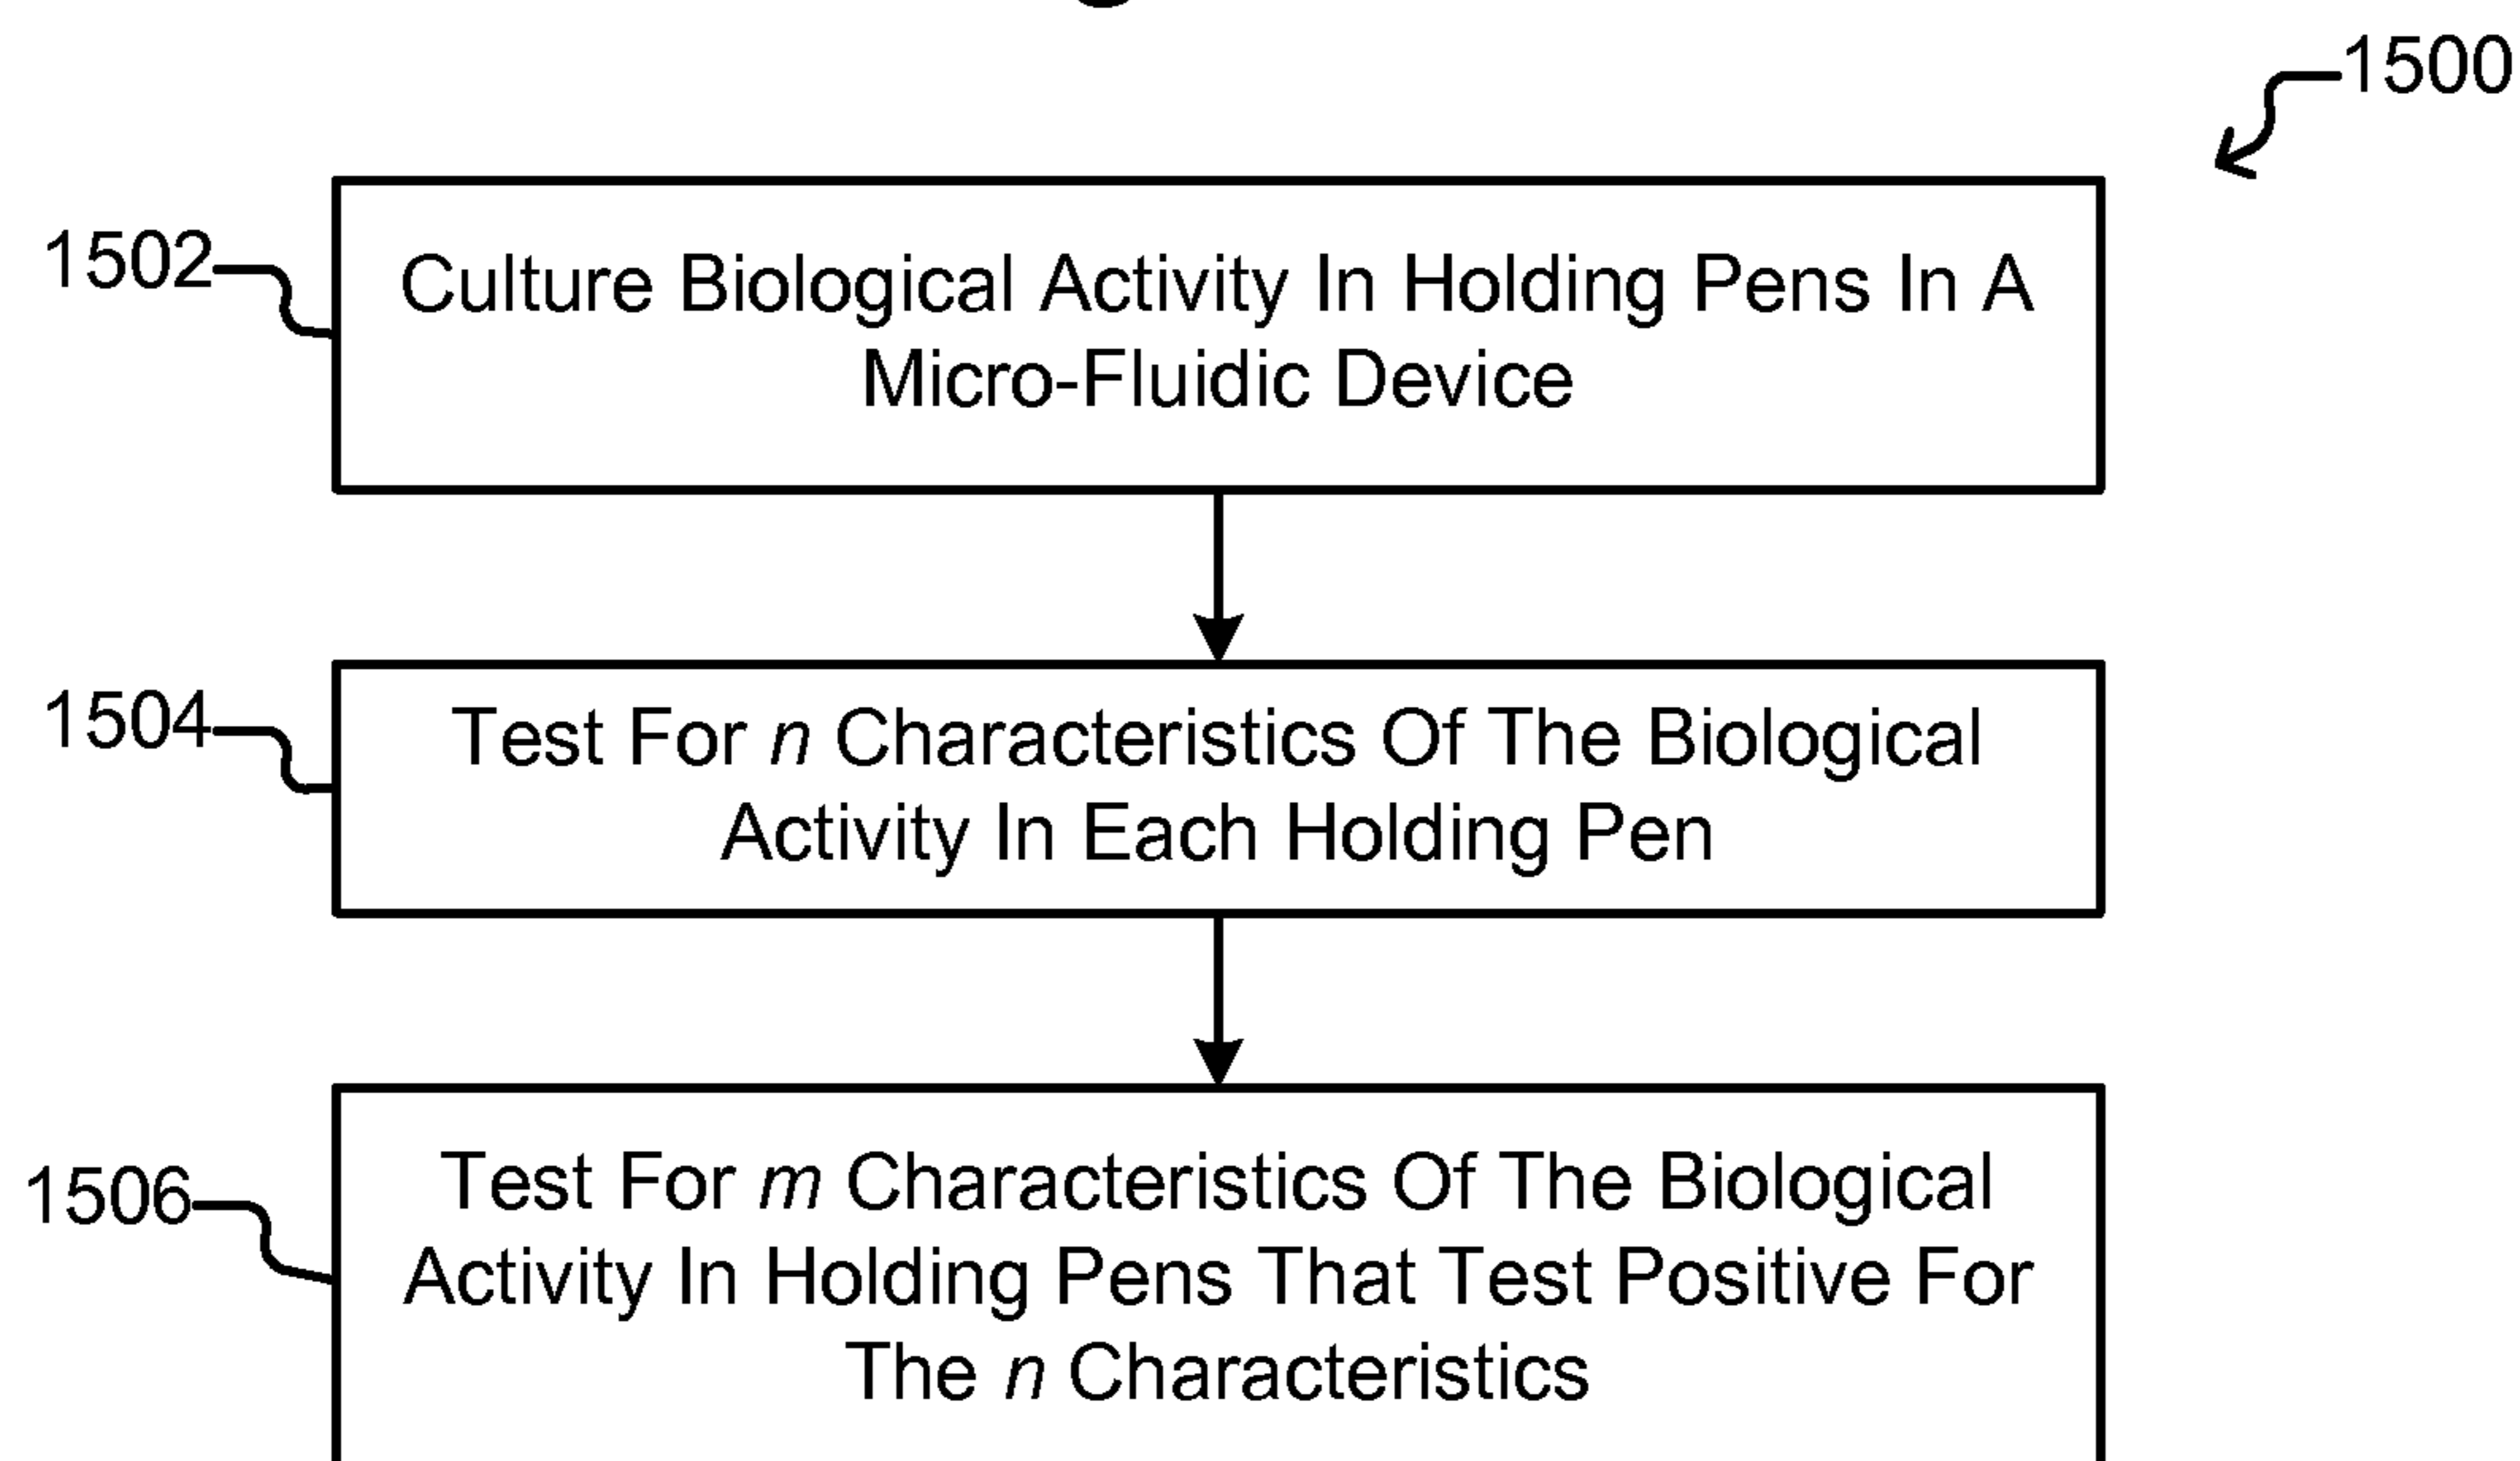 1500
1502
Culture Biological Activity In Holding Pens In A
Micro-Fluidic Device
1504
Test For n Characteristics Of The Biological
Activity In Each Holding Pen
1506
Test For m Characteristics Of The Biological
Activity In Holding Pens That Test Positive For
The n Characteristics